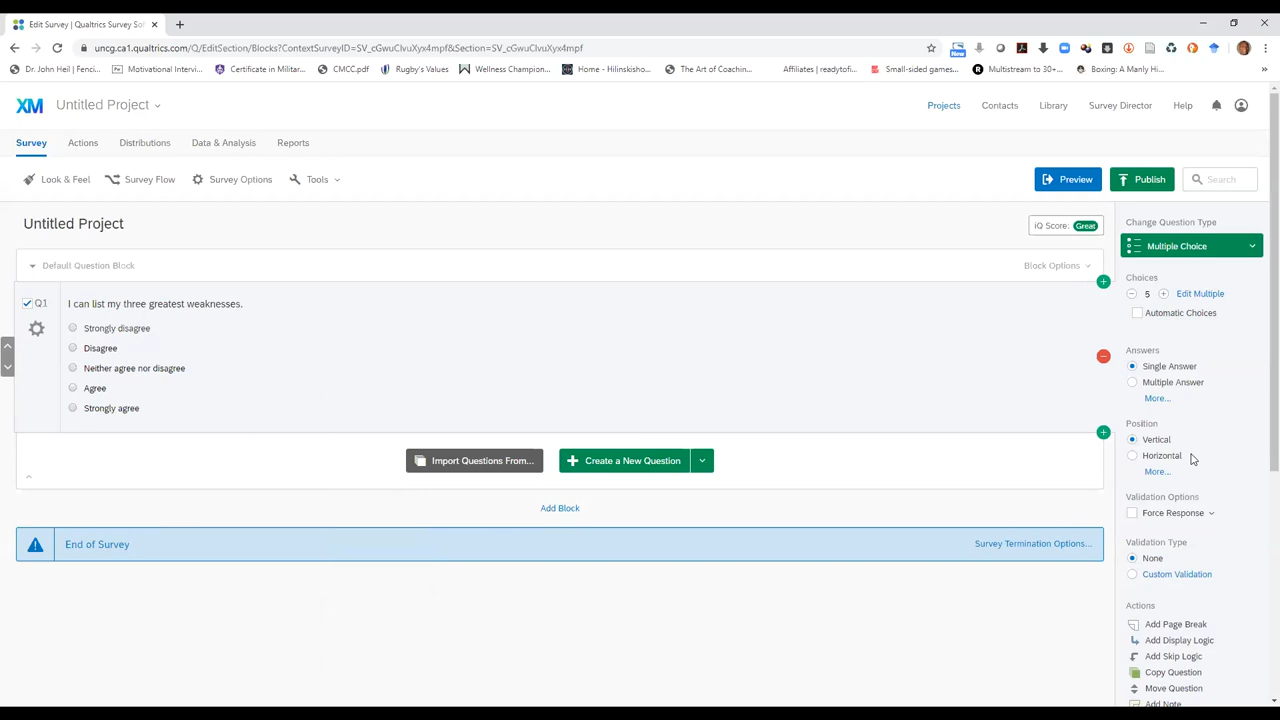 Edit Survey | Qualtrics Survey Sof
uncg.ca1.qualtrics.com/Q/EditSection/Blocks?ContextSurveyID=SV_cGwuClvuXyx4mpf&Section=SV_cGwuClvuXyx4mpf
New
Dr. John Heil | Fenci... Motivational Intervi... Certificate in Militar... CMCC.pdf Rugby's Values Wellness Champion... Home - Hilinskisho... The Art of Coachin... Affiliates | readytofi... Small-sided games... Multistream to 30+... Boxing: A Manly Hi... »
XM Untitled Project Projects Contacts Library Survey Director Help
Survey Actions Distributions Data & Analysis Reports
Look & Feel Survey Flow Survey Options Tools Preview Publish Search
Untitled Project iQ Score: Great
Default Question Block Block Options
Q1 I can list my three greatest weaknesses.
Strongly disagree
Disagree
Neither agree nor disagree
Agree
Strongly agree
Import Questions From... Create a New Question
Add Block
End of Survey Survey Termination Options...
Change Question Type
Multiple Choice
Choices
5 Edit Multiple
Automatic Choices
Answers
Single Answer
Multiple Answer
More...
Position
Vertical
Horizontal
More...
Validation Options
Force Response
Validation Type
None
Custom Validation
Actions
Add Page Break
Add Display Logic
Add Skip Logic
Copy Question
Move Question
Add Note